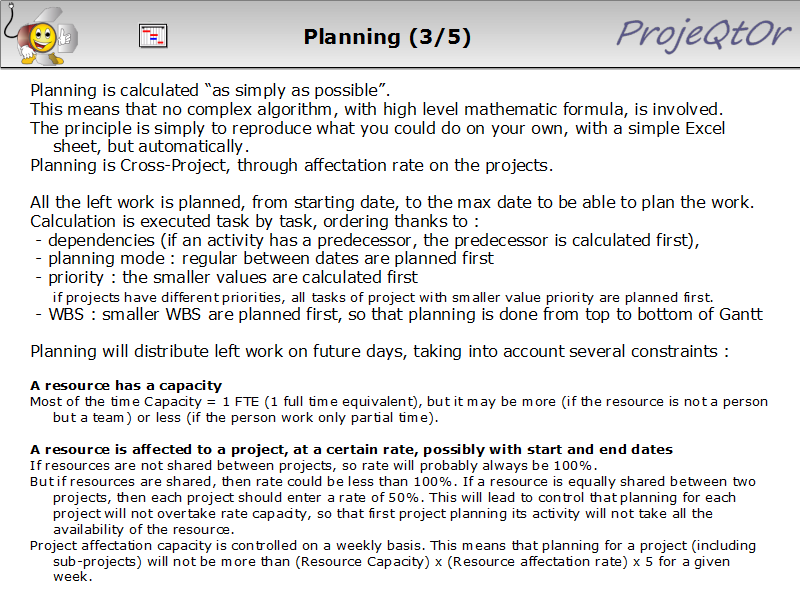 Planning (3/5)
ProjeQtOr
Planning is calculated “as simply as possible”.
This means that no complex algorithm, with high level mathematic formula, is involved.
The principle is simply to reproduce what you could do on your own, with a simple Excel
sheet, but automatically.
Planning is Cross-Project, through affectation rate on the projects.
All the left work is planned, from starting date, to the max date to be able to plan the work.
Calculation is executed task by task, ordering thanks to :
- dependencies (if an activity has a predecessor, the predecessor is calculated first),
- planning mode : regular between dates are planned first
- priority : the smaller values are calculated first
if projects have different priorities, all tasks of project with smaller value priority are planned first.
- WBS : smaller WBS are planned first, so that planning is done from top to bottom of Gantt
Planning will distribute left work on future days, taking into account several constraints :
A resource has a capacity
Most of the time Capacity = 1 FTE (1 full time equivalent), but it may be more (if the resource is not a person
but a team) or less (if the person work only partial time).
A resource is affected to a project, at a certain rate, possibly with start and end dates
If resources are not shared between projects, so rate will probably always be 100%.
But if resources are shared, then rate could be less than 100%. If a resource is equally shared between two
projects, then each project should enter a rate of 50%. This will lead to control that planning for each
project will not overtake rate capacity, so that first project planning its activity will not take all the
availability of the resource.
Project affectation capacity is controlled on a weekly basis. This means that planning for a project (including
sub-projects) will not be more than (Resource Capacity) x (Resource affectation rate) x 5 for a given
week.